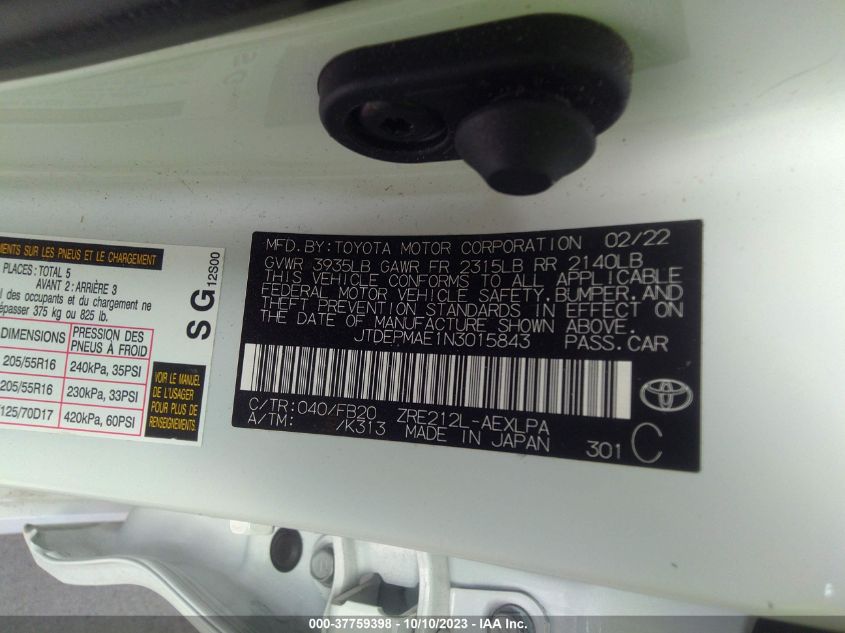 MENTS SUR LES PNEUS ET LE CHARGEMENT
PLACES: TOTAL 5
AVANT 2: ARRIÈRE 3
al des occupants et du chargement ne
dépasser 375 kg ou 825 lb.
DIMENSIONS PRESSION DES PNEUS À FROID
205/55R16 240kPa, 35PSI
205/55R16 230kPa, 33PSI
125/70D17 420kPa, 60PSI
VOIR LE MANUEL
DE L'USAGER
POUR PLUS DE
RENSEIGNEMENTS
SG 12S00
MFD. BY: TOYOTA MOTOR CORPORATION 02/22
GVWR 3935LB GAWR FR 2315LB RR 2140LB
THIS VEHICLE CONFORMS TO ALL APPLICABLE
FEDERAL MOTOR VEHICLE SAFETY, BUMPER, AND
THEFT PREVENTION STANDARDS IN EFFECT ON
THE DATE OF MANUFACTURE SHOWN ABOVE.
JTDEPMAE1N3015843 PASS. CAR
C/TR: 040/FB20 ZRE212L-AEXLPA
A/TM: /K313 MADE IN JAPAN 301 C
000-37759398 - 10/10/2023 - IAA Inc.